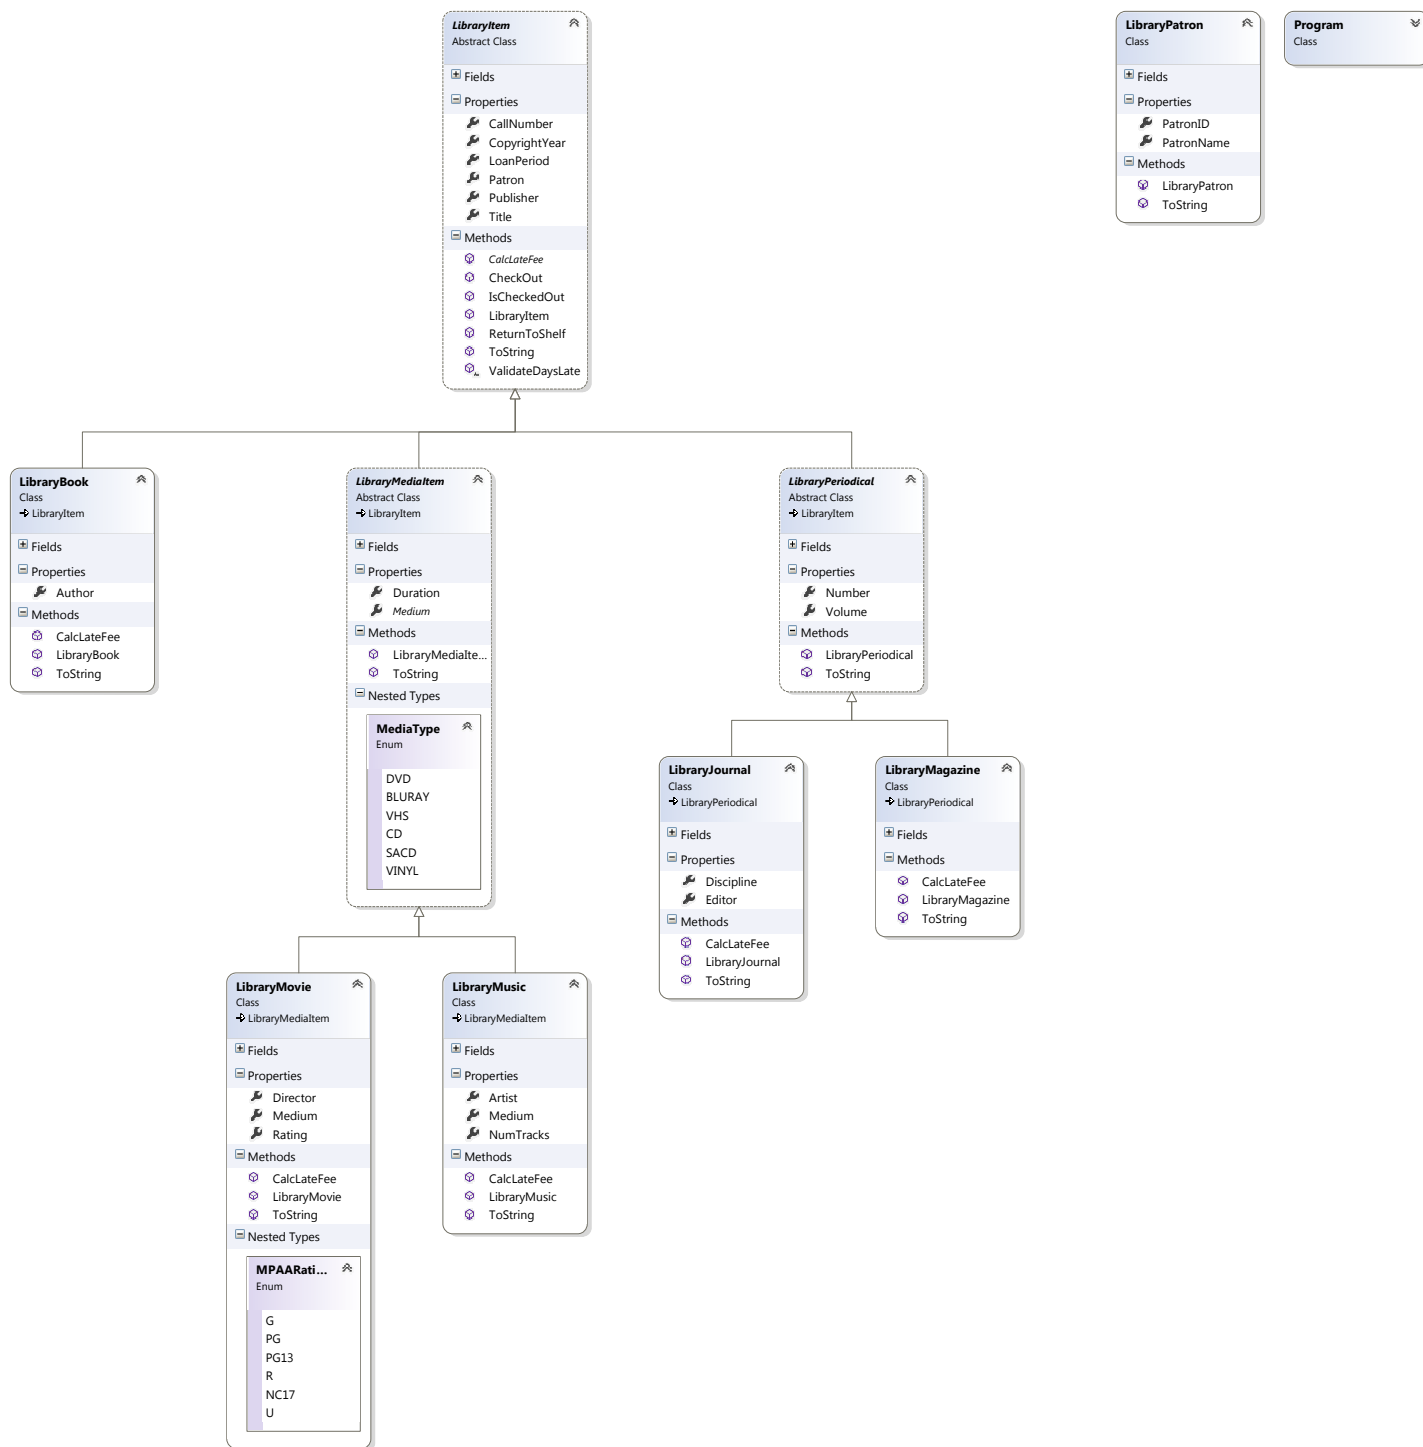 LibraryItem
Abstract Class
Fields
Properties
CallNumber
CopyrightYear
LoanPeriod
Patron
Publisher
Title
Methods
CalcLateFee
CheckOut
IsCheckedOut
LibraryItem
ReturnToShelf
ToString
ValidateDaysLate
LibraryPatron
Class
Fields
Properties
PatronID
PatronName
Methods
LibraryPatron
ToString
Program
Class
LibraryBook
Class
LibraryItem
Fields
Properties
Author
Methods
CalcLateFee
LibraryBook
ToString
LibraryMediaItem
Abstract Class
LibraryItem
Fields
Properties
Duration
Medium
Methods
LibraryMediaIte...
ToString
Nested Types
MediaType
Enum
DVD
BLURAY
VHS
CD
SACD
VINYL
LibraryPeriodical
Abstract Class
LibraryItem
Fields
Properties
Number
Volume
Methods
LibraryPeriodical
ToString
LibraryJournal
Class
LibraryPeriodical
Fields
Properties
Discipline
Editor
Methods
CalcLateFee
LibraryJournal
ToString
LibraryMagazine
Class
LibraryPeriodical
Fields
Methods
CalcLateFee
LibraryMagazine
ToString
LibraryMovie
Class
LibraryMediaItem
Fields
Properties
Director
Medium
Rating
Methods
CalcLateFee
LibraryMovie
ToString
Nested Types
MPAARati...
Enum
G
PG
PG13
R
NC17
U
LibraryMusic
Class
LibraryMediaItem
Fields
Properties
Artist
Medium
NumTracks
Methods
CalcLateFee
LibraryMusic
ToString